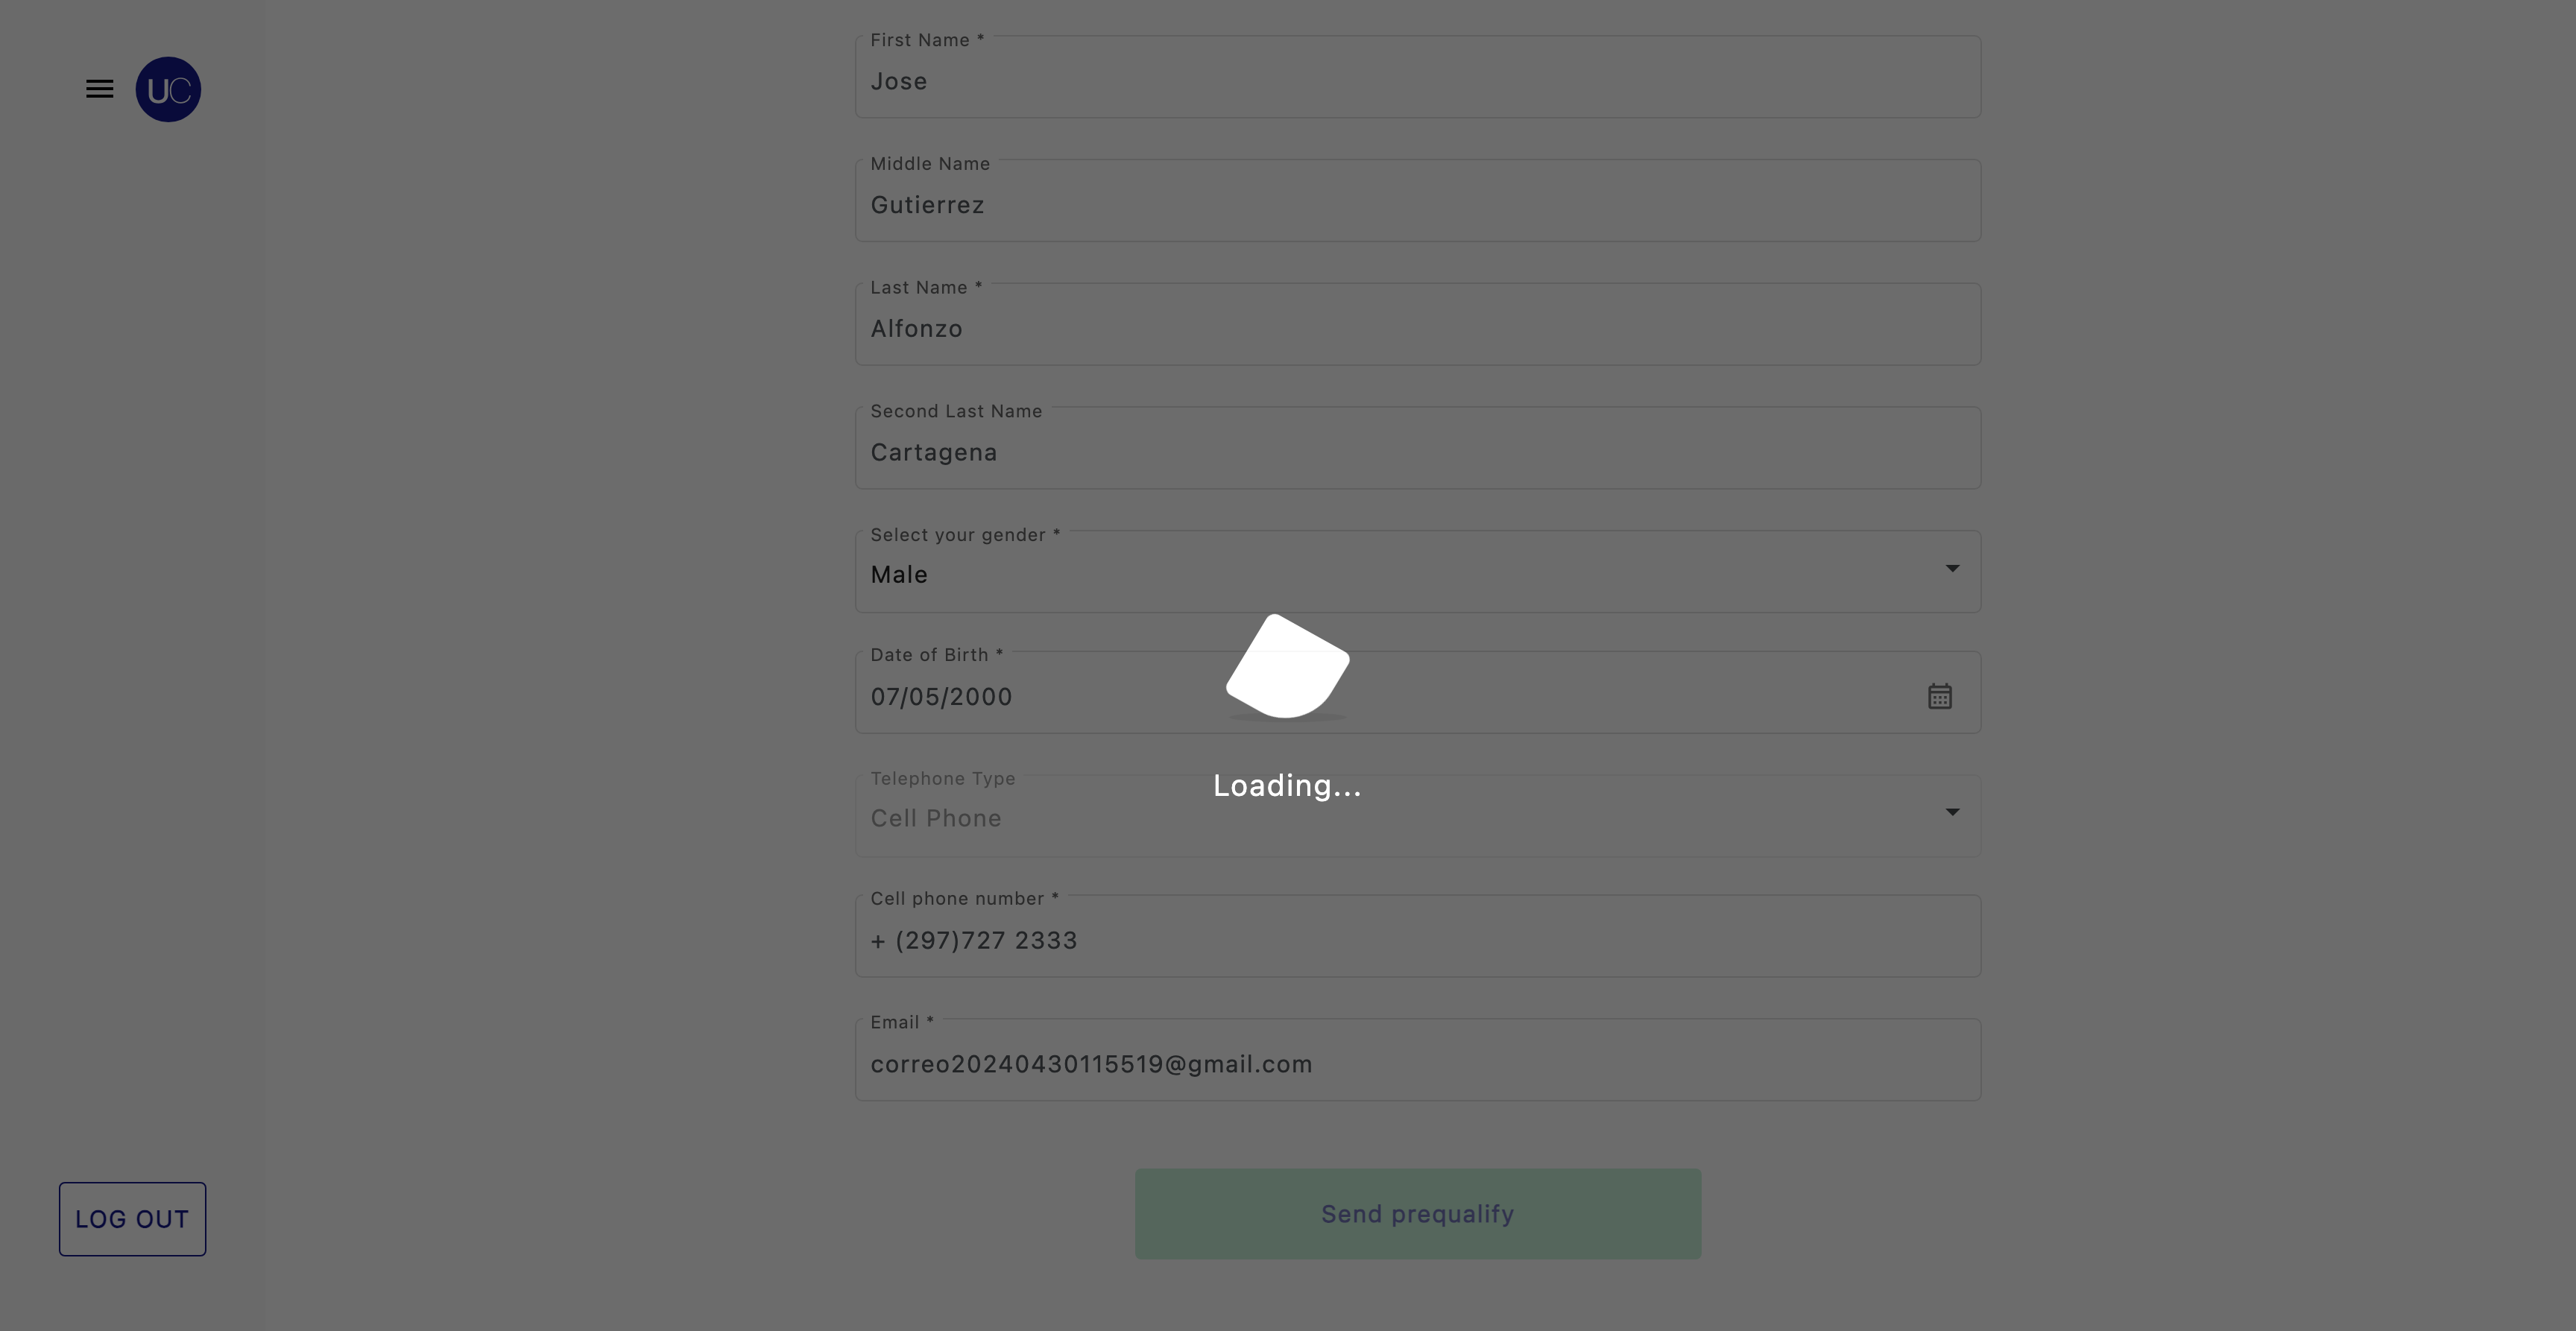 UC
First Name *
Jose
Middle Name
Gutierrez
Last Name *
Alfonzo
Second Last Name
Cartagena
Select your gender *
Male
Date of Birth *
07/05/2000
Loading...
Telephone Type
Cell Phone
Cell phone number *
+ (297)727 2333
Email *
correo20240430115519@gmail.com
Send prequalify
LOG OUT